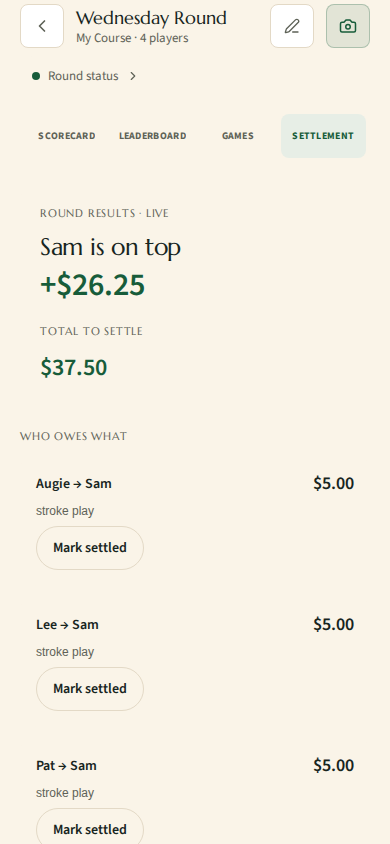 Wednesday Round
My Course · 4 players
Round status
SCORECARD
LEADERBOARD
GAMES
SETTLEMENT
ROUND RESULTS · LIVE
Sam is on top
+$26.25
TOTAL TO SETTLE
$37.50
WHO OWES WHAT
Augie → Sam
$5.00
stroke play
Mark settled
Lee → Sam
$5.00
stroke play
Mark settled
Pat → Sam
$5.00
stroke play
Mark settled